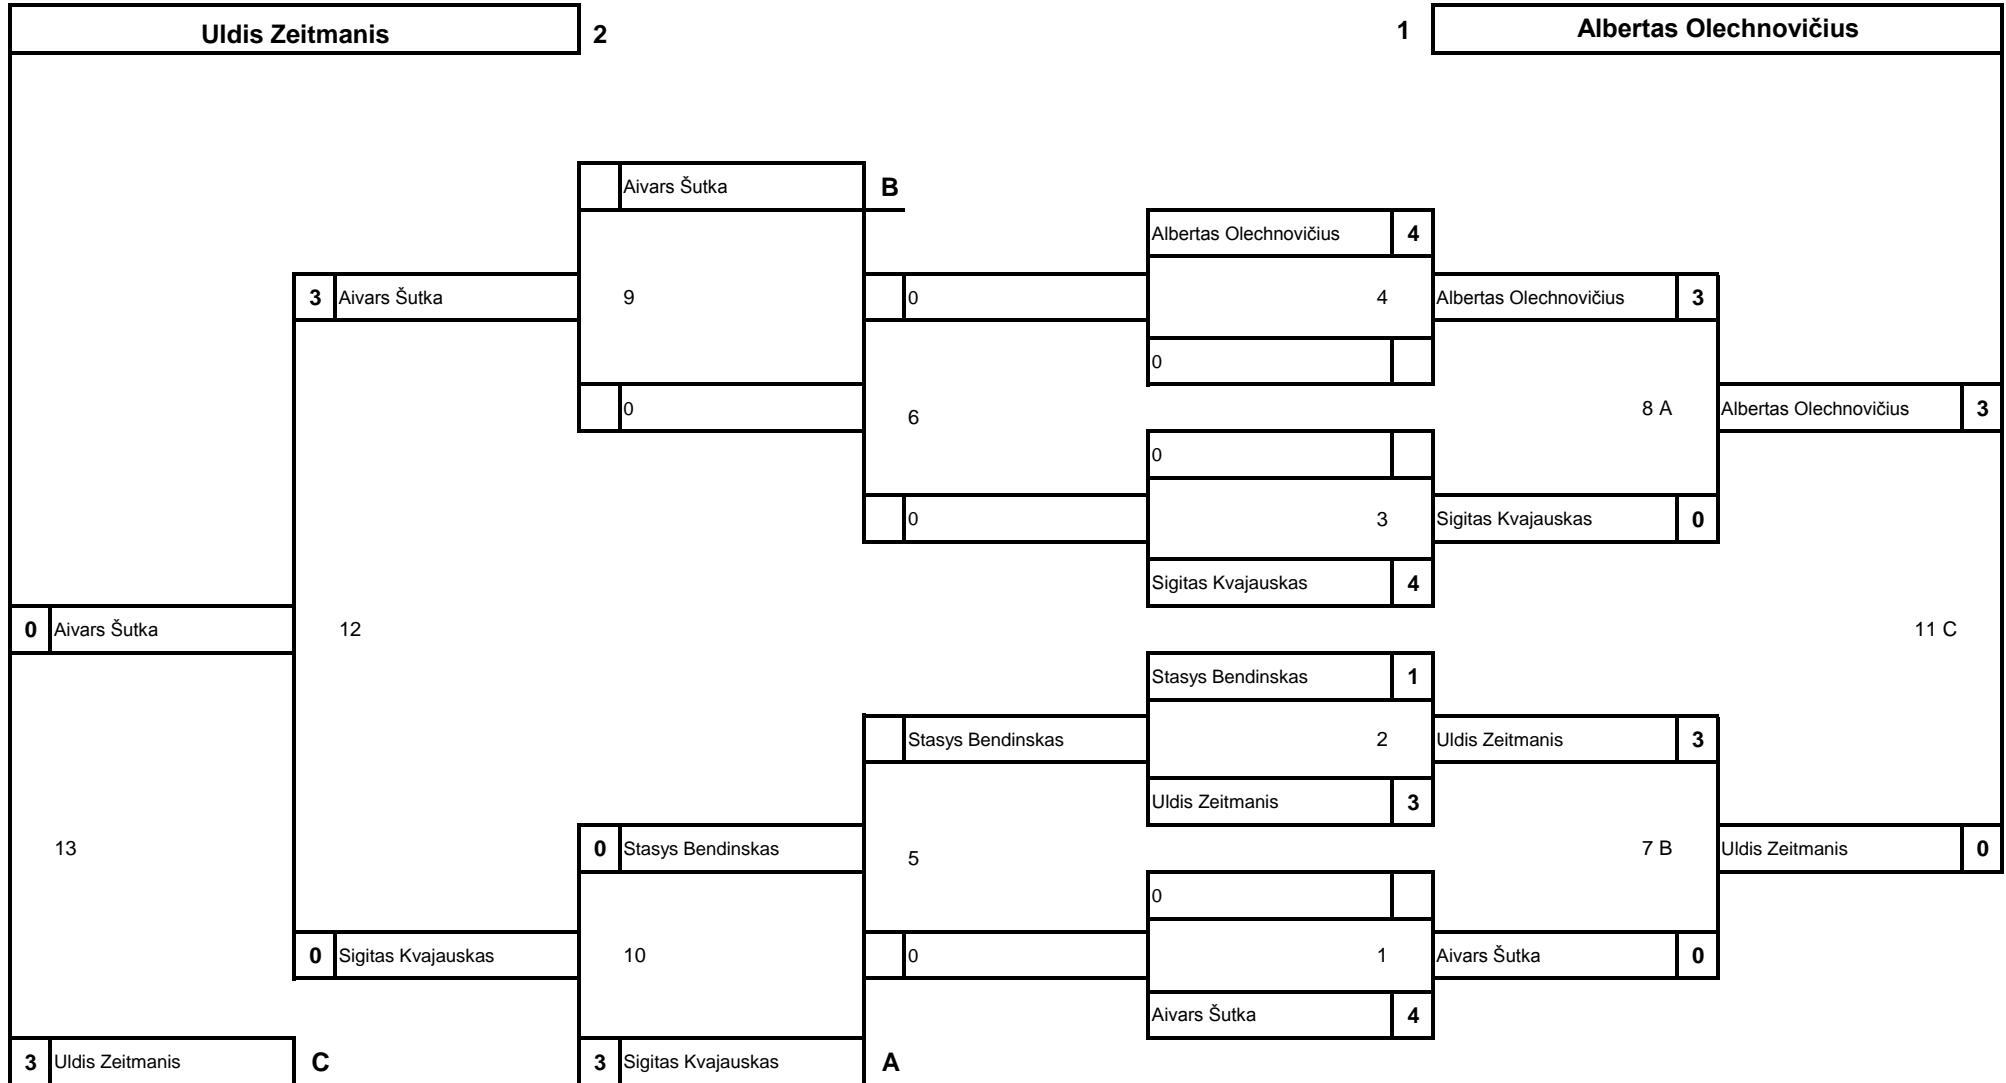 Uldis Zeitmanis 2 1 Albertas Olechnovičius
Aivars Šutka B
Albertas Olechnovičius 4
3 Aivars Šutka 9 0 4 Albertas Olechnovičius 3
0
0 6 8 A Albertas Olechnovičius 3
0
0 3 Sigitas Kvajauskas 0
Sigitas Kvajauskas 4
0 Aivars Šutka 12 11 C
Stasys Bendinskas 1
Stasys Bendinskas 2 Uldis Zeitmanis 3
Uldis Zeitmanis 3
13 0 Stasys Bendinskas 5 7 B Uldis Zeitmanis 0
0
0 Sigitas Kvajauskas 10 0 1 Aivars Šutka 0
Aivars Šutka 4
3 Uldis Zeitmanis C 3 Sigitas Kvajauskas A